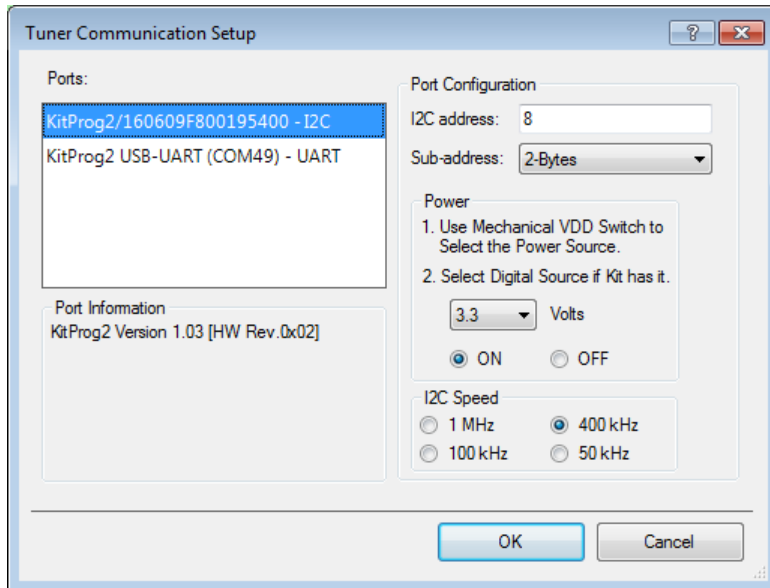 Tuner Communication Setup
Ports:
KitProg2/160609F800195400 - I2C
KitProg2 USB-UART (COM49) - UART
Port Information
KitProg2 Version 1.03 [HW Rev.0x02]
Port Configuration
I2C address: 8
Sub-address: 2-Bytes
Power
1. Use Mechanical VDD Switch to
Select the Power Source.
2. Select Digital Source if Kit has it.
3.3 Volts
ON OFF
I2C Speed
1 MHz 400 kHz
100 kHz 50 kHz
OK Cancel